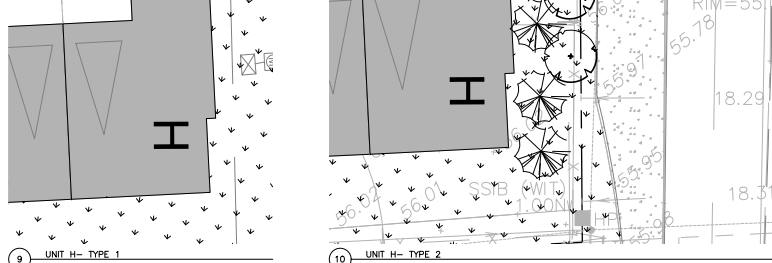 RIM=55.
55.78
55.97
18.29
H
H
55.95
SSIB (WIT)
18.31
56.02
56.01
1.00N
9
UNIT H- TYPE 1
10
UNIT H- TYPE 2